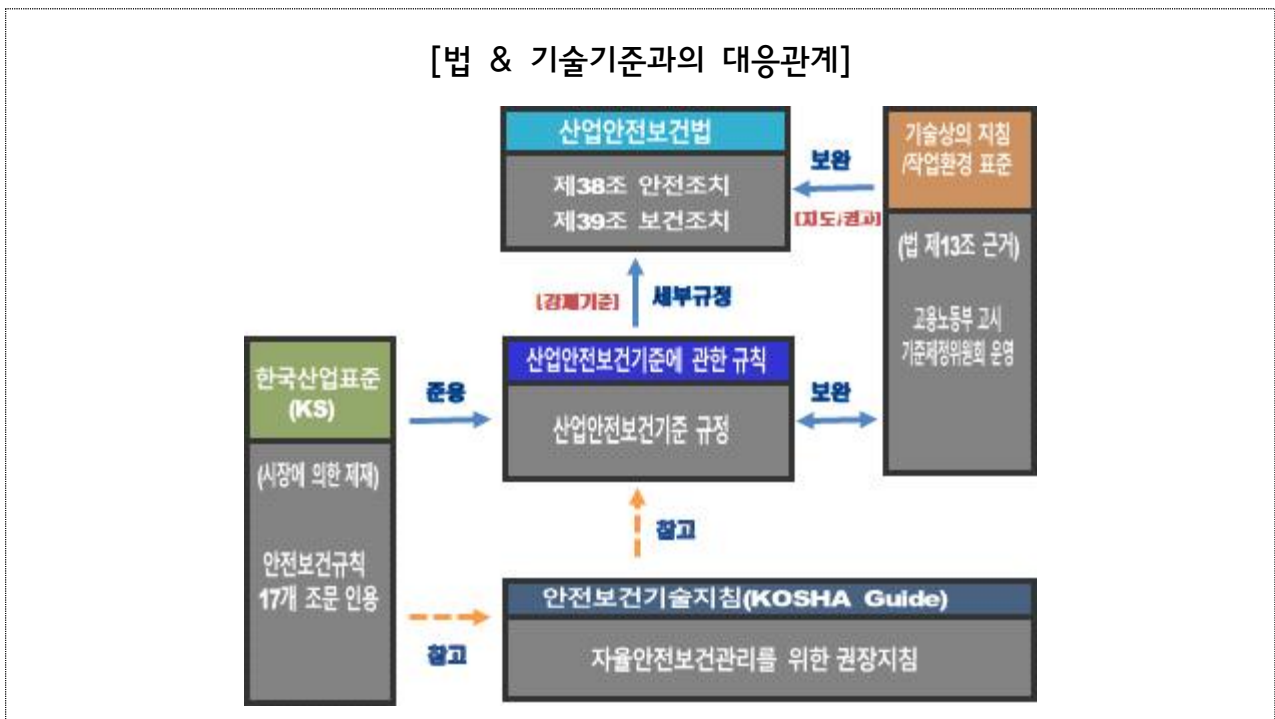 [법 & 기술기준과의 대응관계]
산업안전보건법
제38조 안전조치
제39조 보건조치
보완
[지도/권고]
기술상의 지침
/작업환경 표준
(법 제13조 근거)
고용노동부 고시
기준제정위원회 운영
[강제기준]
세부규정
한국산업표준
(KS)
(시장에 의한 제재)
안전보건규칙
17개 조문 인용
준용
산업안전보건기준에 관한 규칙
산업안전보건기준 규정
보완
참고
참고
안전보건기술지침(KOSHA Guide)
자율안전보건관리를 위한 권장지침